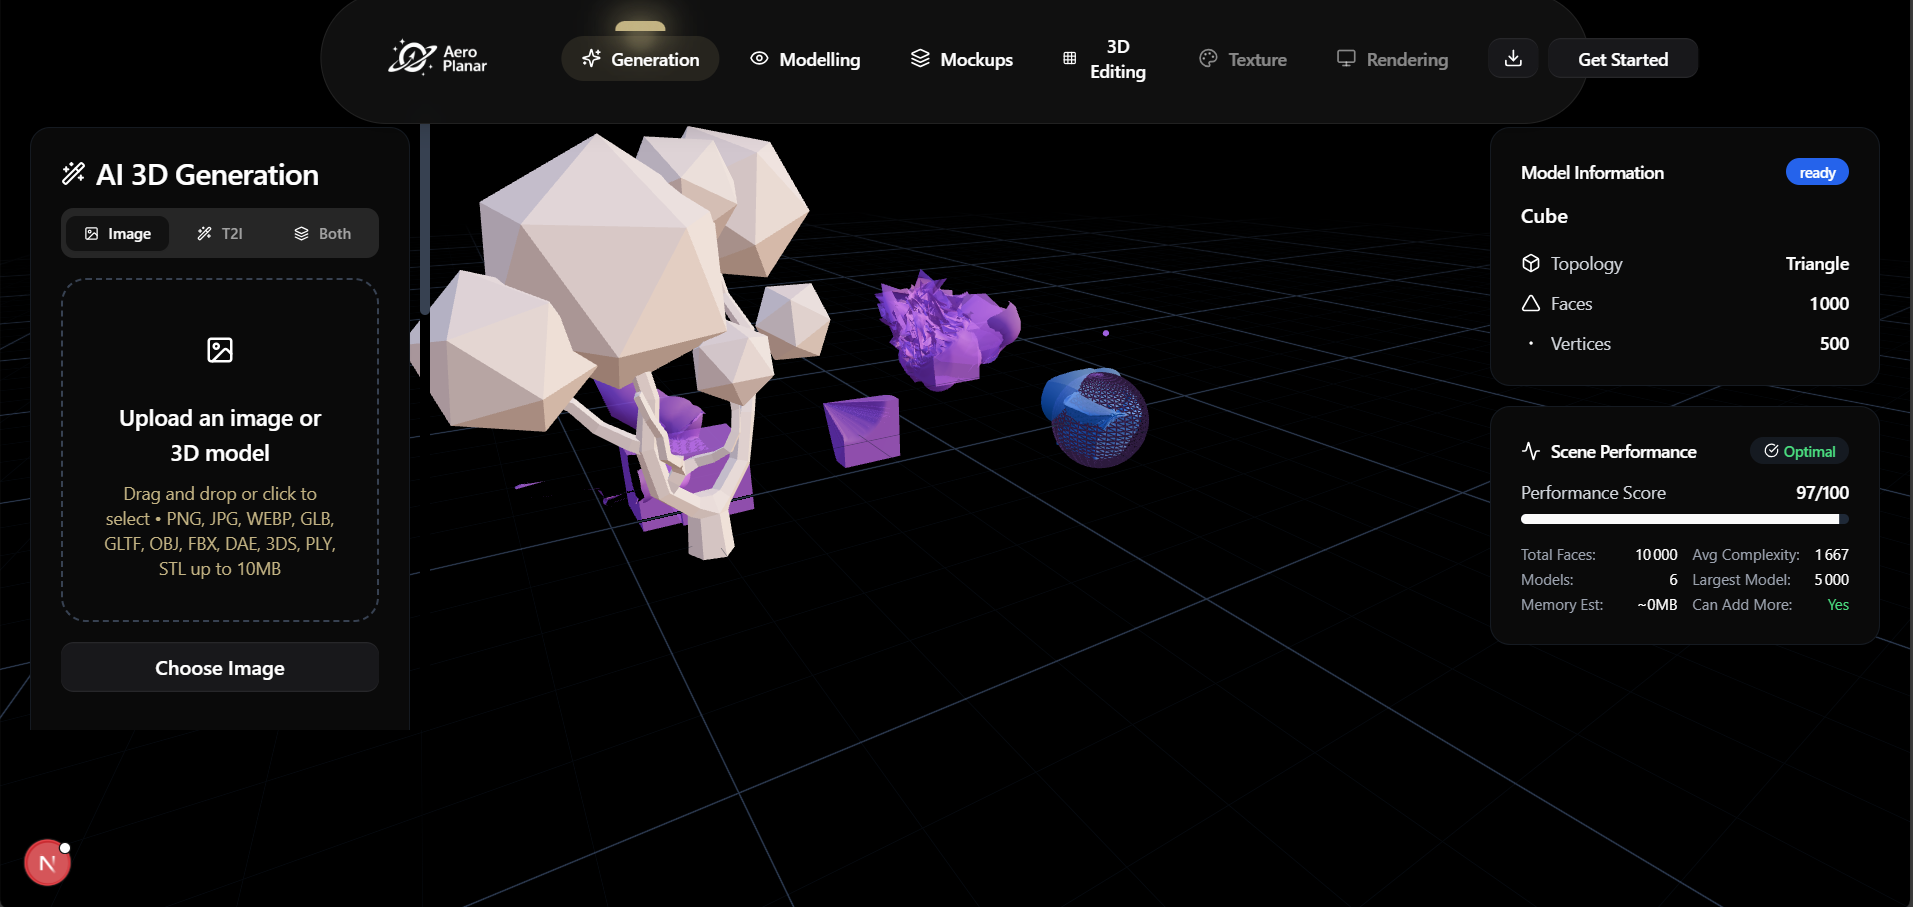 Aero
Planar
Generation
Modelling
Mockups
3D
Editing
Texture
Rendering
Get Started
AI 3D Generation
Image
T2I
Both
Upload an image or
3D model
Drag and drop or click to
select • PNG, JPG, WEBP, GLB,
GLTF, OBJ, FBX, DAE, 3DS, PLY,
STL up to 10MB
Choose Image
N
Model Information
ready
Cube
Topology Triangle
Faces 1000
Vertices 500
Scene Performance
Optimal
Performance Score 97/100
Total Faces: 10 000 Avg Complexity: 1 667
Models: 6 Largest Model: 5 000
Memory Est: ~0MB Can Add More: Yes